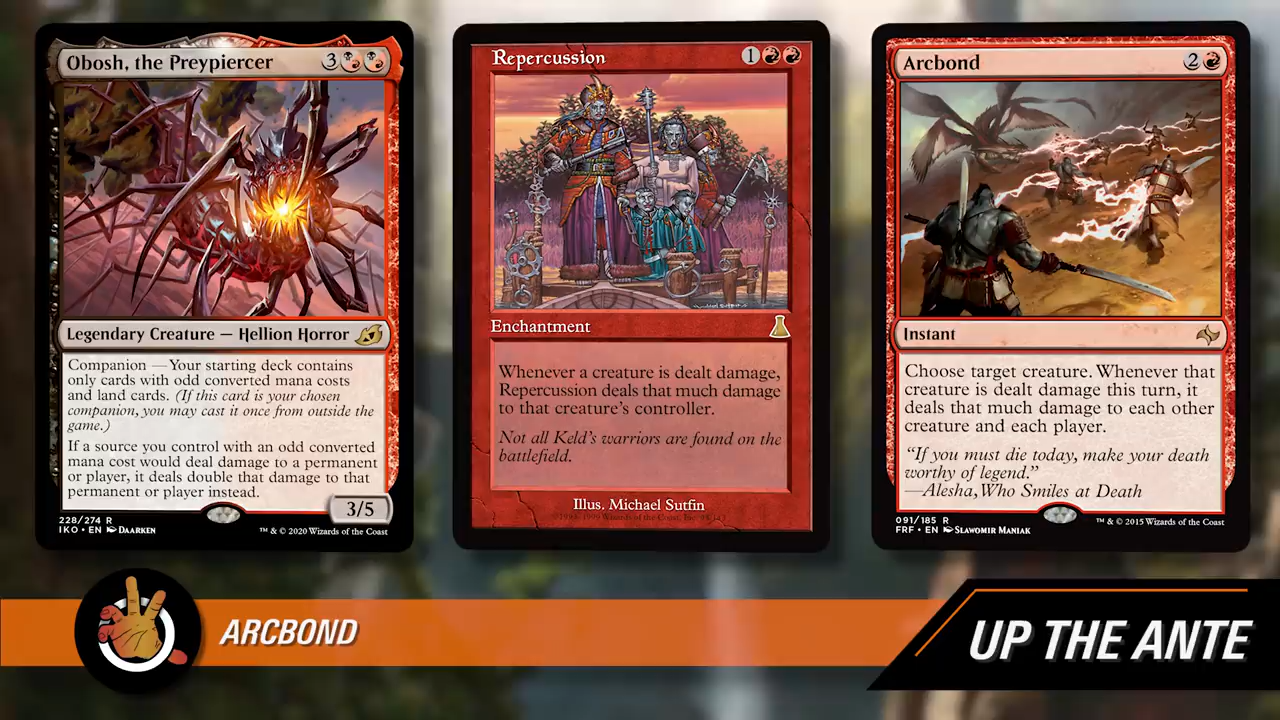 Obosh, the Preypiercer
3
Legendary Creature — Hellion Horror
Companion —Your starting deck contains
only cards with odd converted mana costs
and land cards. (If this card is your chosen
companion, you may cast it once from outside the
game.)
If a source you control with an odd converted
mana cost would deal damage to a permanent
or player, it deals double that damage to that
permanent or player instead.
3/5
228/274 R
IKO • EN DAARKEN
™ & © 2020 Wizards of the Coast
Repercussion
1
Enchantment
Whenever a creature is dealt damage,
Repercussion deals that much damage
to that creature's controller.
Not all Keld's warriors are found on the
battlefield.
Illus. Michael Sutfin
Arcbond
2
Instant
Choose target creature. Whenever that
creature is dealt damage this turn, it
deals that much damage to each other
creature and each player.
"If you must die today, make your death
worthy of legend."
—Alesha, Who Smiles at Death
091/185 R
FRF • EN SLAWOMIR MANIAK
™ & © 2015 Wizards of the Coast
ARCBOND
UP THE ANTE